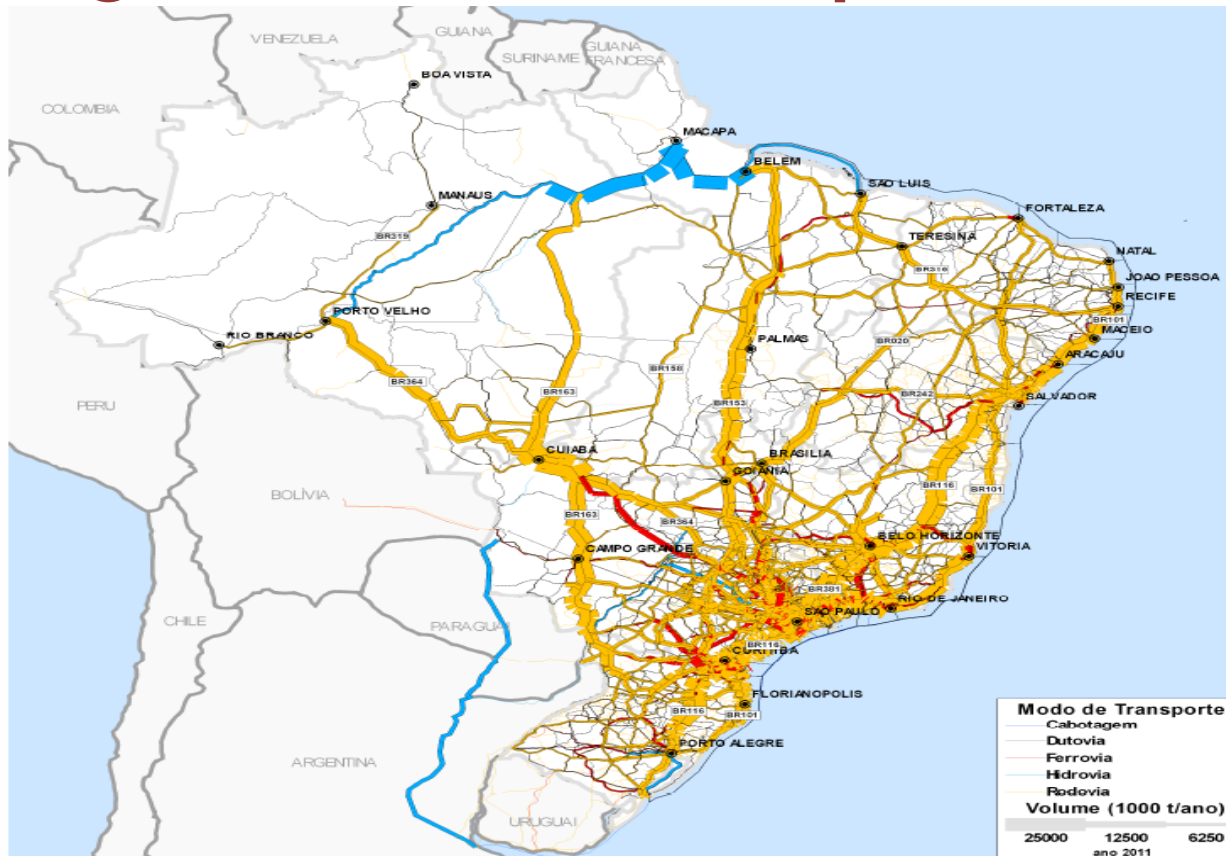 VENEZUELA
GUIANA
SURINAME
GUIANA
FRANCESA
COLOMBIA
BOA VISTA
MACAPA
BELEM
SAO LUIS
MANAUS
FORTALEZA
BR319
TERESINA
BR316
NATAL
JOAO PESSOA
RECIFE
BR101
PORTO VELHO
RIO BRANCO
MACEIO
PALMAS
BR020
ARACAJU
BR364
BR158
BR163
BR242
PERU
BR153
SALVADOR
CUIABA
BRASILIA
GOIANIA
BR116
BR101
BOLÍVIA
BR163
BR364
BELO HORIZONTE
CAMPO GRANDE
VITORIA
BR381
RIO DE JANEIRO
SAO PAULO
CHILE
PARAGUAI
BR116
CURITIBA
FLORIANOPOLIS
BR116
BR101
PORTO ALEGRE
ARGENTINA
URUGUAI
Modo de Transporte
Cabotagem
Dutovia
Ferrovia
Hidrovia
Rodovia
Volume (1000 t/ano)
25000 12500 6250
ano 2011